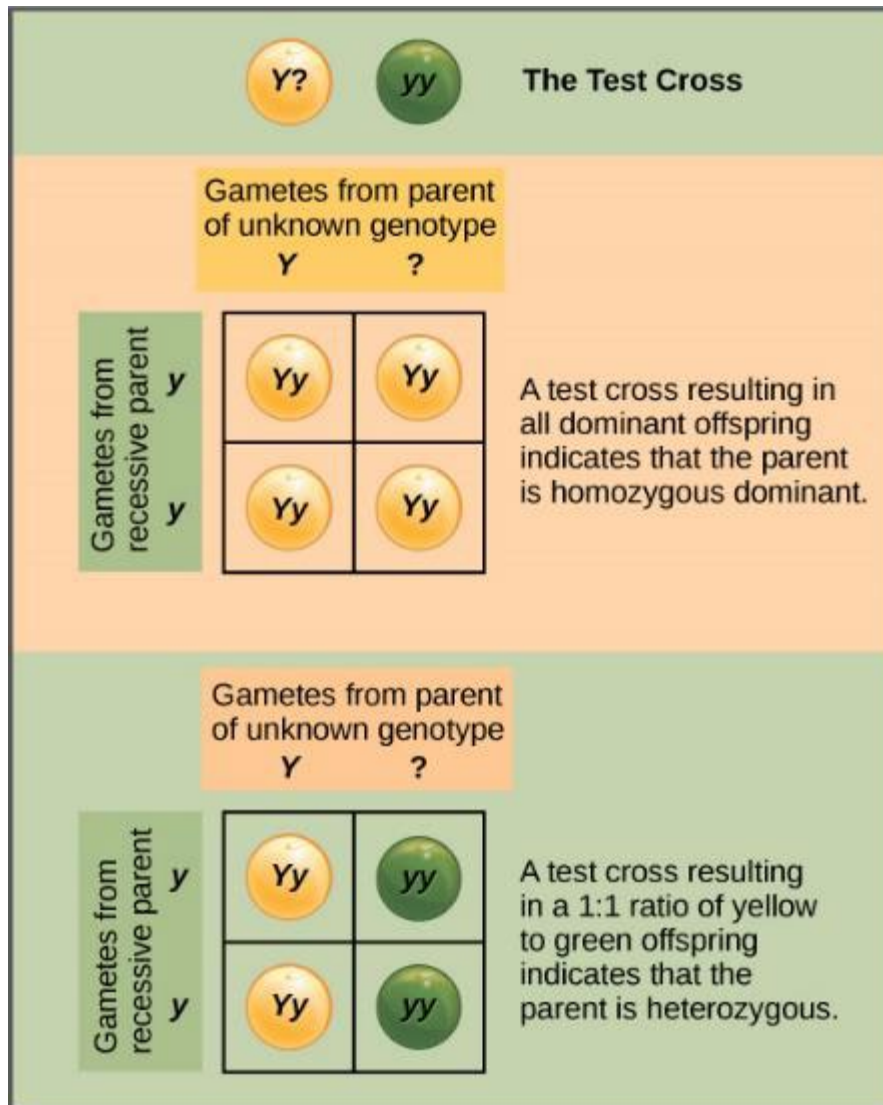 Y? yy The Test Cross
Gametes from parent
of unknown genotype
Y ?
Gametes from
recessive parent
y
y
Yy Yy
Yy Yy
A test cross resulting in
all dominant offspring
indicates that the parent
is homozygous dominant.
Gametes from parent
of unknown genotype
Y ?
Gametes from
recessive parent
y
y
Yy yy
Yy yy
A test cross resulting
in a 1:1 ratio of yellow
to green offspring
indicates that the
parent is heterozygous.